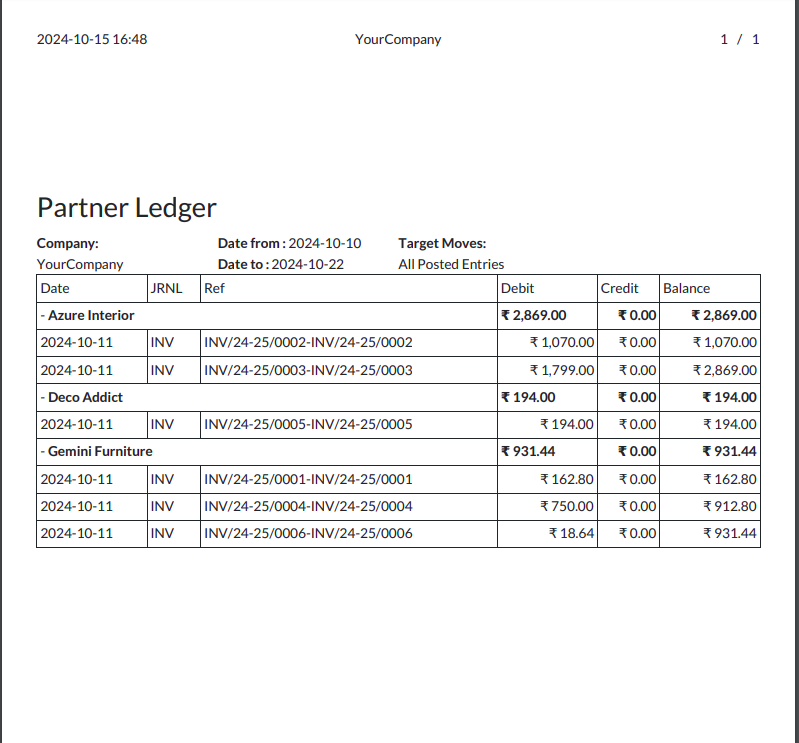 2024-10-15 16:48 YourCompany 1 / 1
Partner Ledger
Company: Date from : 2024-10-10 Target Moves:
YourCompany Date to : 2024-10-22 All Posted Entries
Date JRNL Ref Debit Credit Balance
- Azure Interior ₹ 2,869.00 ₹ 0.00 ₹ 2,869.00
2024-10-11 INV INV/24-25/0002-INV/24-25/0002 ₹ 1,070.00 ₹ 0.00 ₹ 1,070.00
2024-10-11 INV INV/24-25/0003-INV/24-25/0003 ₹ 1,799.00 ₹ 0.00 ₹ 2,869.00
- Deco Addict ₹ 194.00 ₹ 0.00 ₹ 194.00
2024-10-11 INV INV/24-25/0005-INV/24-25/0005 ₹ 194.00 ₹ 0.00 ₹ 194.00
- Gemini Furniture ₹ 931.44 ₹ 0.00 ₹ 931.44
2024-10-11 INV INV/24-25/0001-INV/24-25/0001 ₹ 162.80 ₹ 0.00 ₹ 162.80
2024-10-11 INV INV/24-25/0004-INV/24-25/0004 ₹ 750.00 ₹ 0.00 ₹ 912.80
2024-10-11 INV INV/24-25/0006-INV/24-25/0006 ₹ 18.64 ₹ 0.00 ₹ 931.44